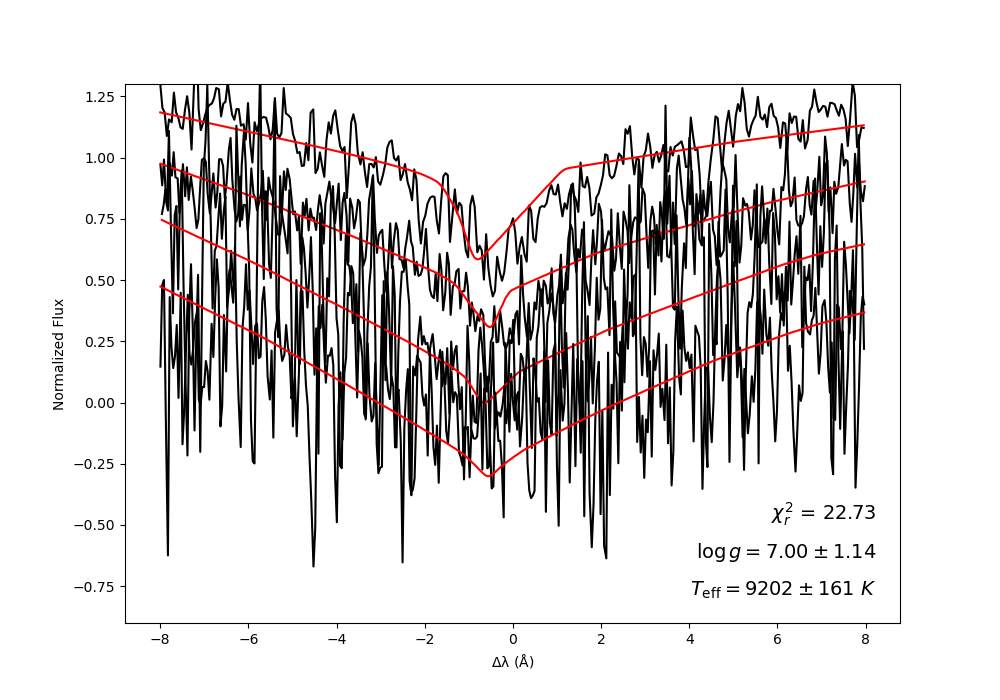 1.25
1.00
0.75
0.50
0.25
0.00
−0.25
−0.50
−0.75
Normalized Flux
χ²ᵣ = 22.73
log g = 7.00 ± 1.14
T_eff = 9202 ± 161 K
−8 −6 −4 −2 0 2 4 6 8
Δλ (Å)